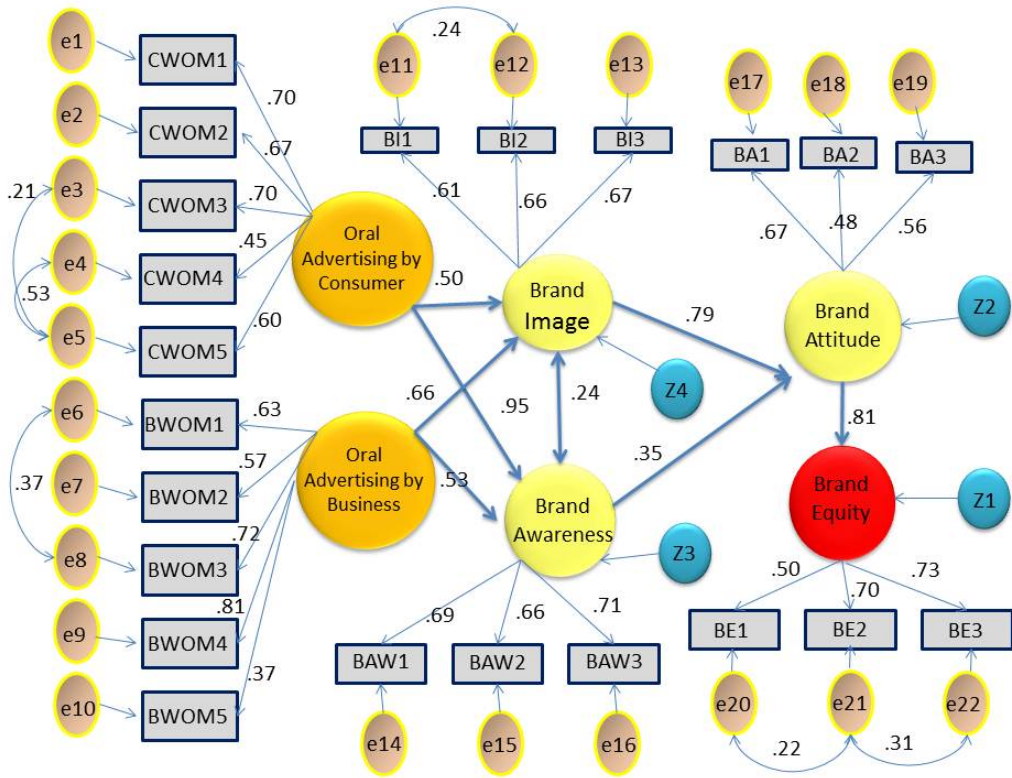 e1
CWOM1
e2
CWOM2
e3
CWOM3
e4
CWOM4
e5
CWOM5
.21
.53
.70
.67
.70
.45
.60
e6
BWOM1
e7
BWOM2
e8
BWOM3
e9
BWOM4
e10
BWOM5
.37
.63
.57
.72
.81
.37
Oral
Advertising by
Consumer
Oral
Advertising by
Business
.24
e11
e12
e13
BI1
BI2
BI3
.61
.66
.67
.50
.66
.95
.53
Brand
Image
.24
Z4
Brand
Awareness
Z3
.79
.35
.69
.66
.71
BAW1
BAW2
BAW3
e14
e15
e16
e17
e18
e19
BA1
BA2
BA3
.67
.48
.56
Brand
Attitude
Z2
.81
Brand
Equity
Z1
.50
.70
.73
BE1
BE2
BE3
e20
e21
e22
.22
.31